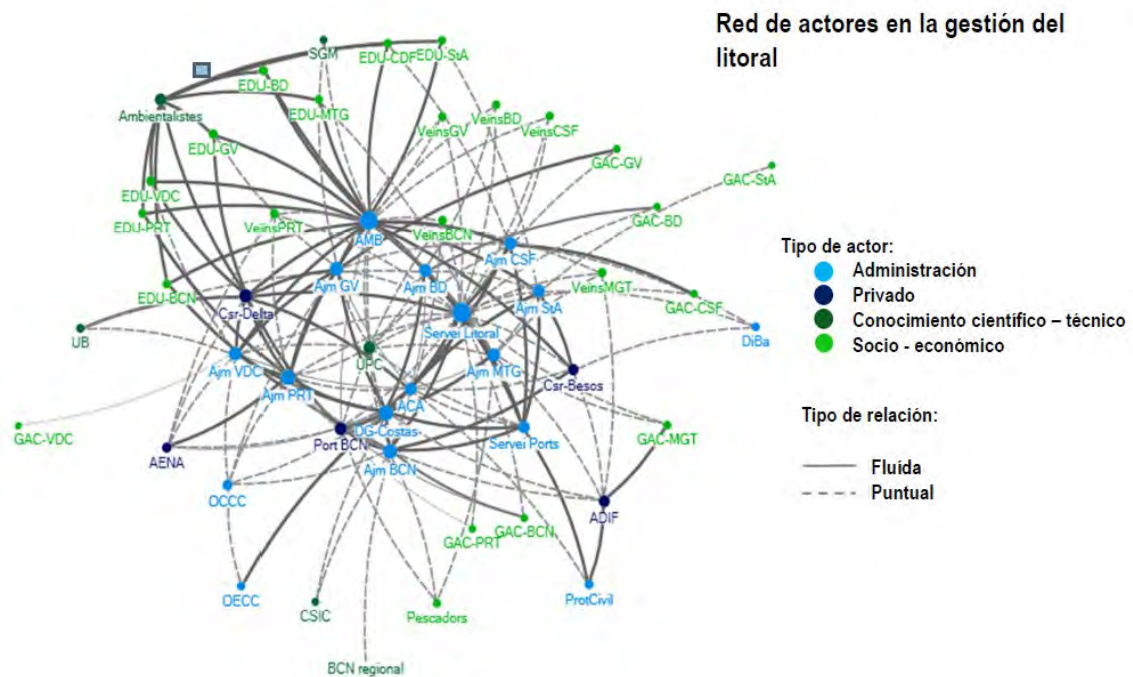 Red de actores en la gestión del
litoral
SGM
EDU-CDF
EDU-StA
EDU-BD
EDU-MTG
Ambientalistes
VeinsGV
VeinsBD
VeinsCSF
EDU-GV
GAC-GV
GAC-StA
EDU-VDC
EDU-PRT
VeinsPRT
AMB
VeinsBCN
GAC-BD
Ajm CSF
Ajm GV
Ajm BD
VeinsMGT
EDU-BCN
Csr-Delta
Ajm StA
GAC-CSF
Servei Litoral
DiBa
UB
UPC
Ajm VDC
Ajm MTG
Ajm PRT
Csr-Besos
ACA
GAC-VDC
DG-Costas
Port BCN
Servei Ports
GAC-MGT
AENA
Ajm BCN
OCCC
ADIF
GAC-BCN
GAC-PRT
OECC
CSIC
Pescadors
ProtCivil
BCN regional
Tipo de actor:
Administración
Privado
Conocimiento científico – técnico
Socio - económico
Tipo de relación:
Fluida
Puntual